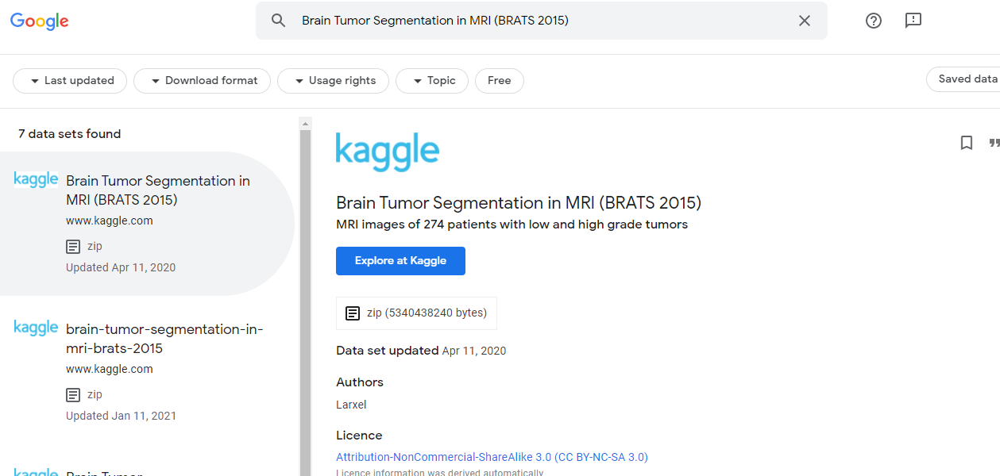 Google
Brain Tumor Segmentation in MRI (BRATS 2015)
Last updated
Download format
Usage rights
Topic
Free
Saved data
7 data sets found
kaggle
Brain Tumor Segmentation in
MRI (BRATS 2015)
www.kaggle.com
zip
Updated Apr 11, 2020
kaggle
brain-tumor-segmentation-in-
mri-brats-2015
www.kaggle.com
zip
Updated Jan 11, 2021
kaggle
Brain Tumor
kaggle
Brain Tumor Segmentation in MRI (BRATS 2015)
MRI images of 274 patients with low and high grade tumors
Explore at Kaggle
zip (5340438240 bytes)
Data set updated Apr 11, 2020
Authors
Larxel
Licence
Attribution-NonCommercial-ShareAlike 3.0 (CC BY-NC-SA 3.0)
Licence information was derived automatically